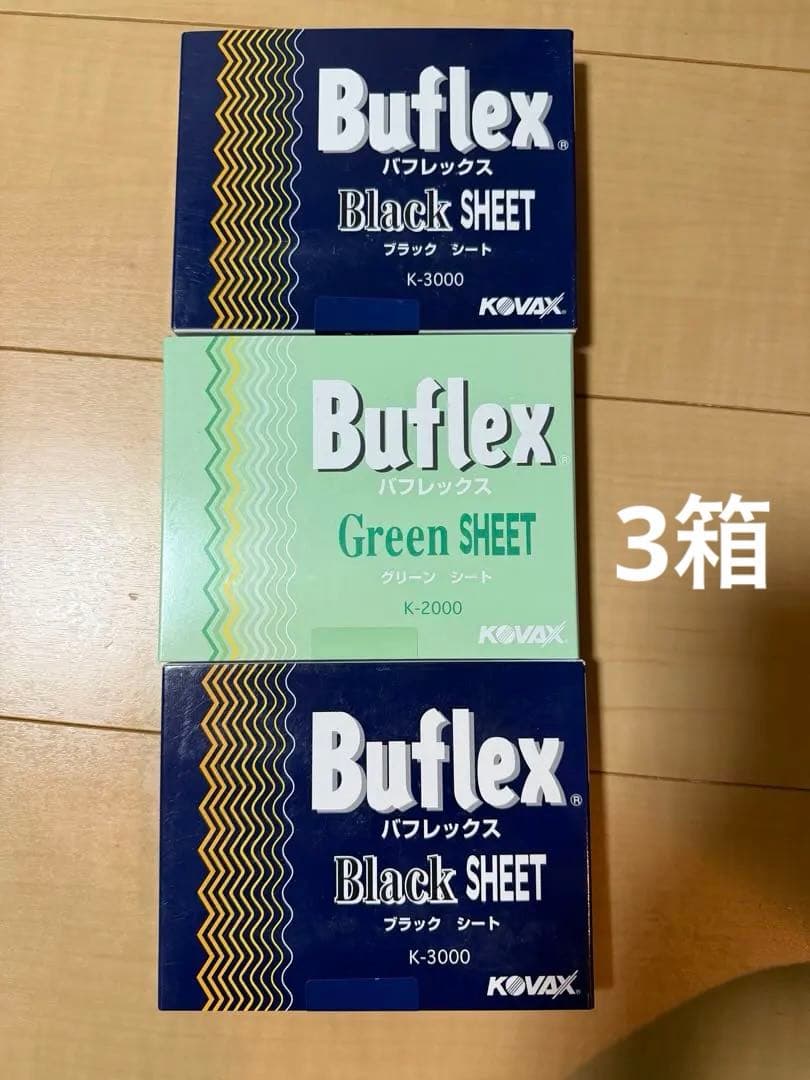 Buflex®
バフレックス
Black SHEET
ブラック シート
K-3000
KOVAX®
Buflex®
バフレックス
Green SHEET
グリーン シート
K-2000
KOVAX®
3箱
Buflex®
バフレックス
Black SHEET
ブラック シート
K-3000
KOVAX®